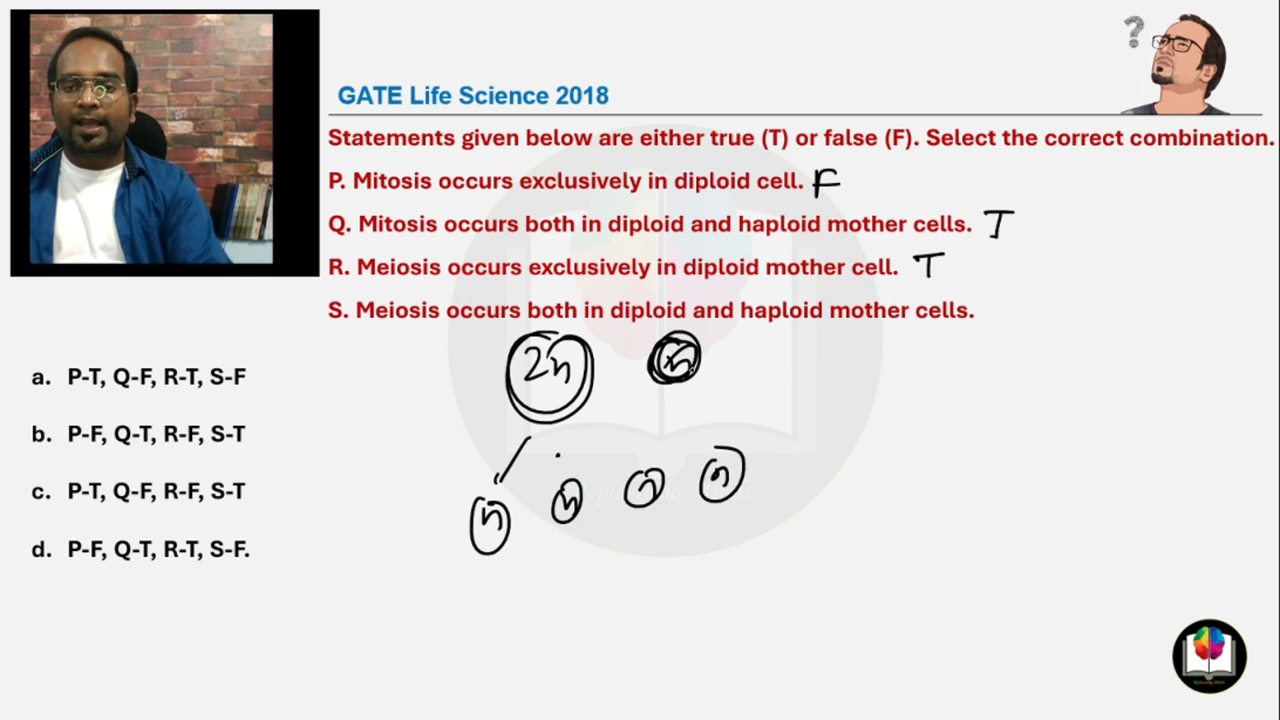 ?
GATE Life Science 2018
Statements given below are either true (T) or false (F). Select the correct combination.
P. Mitosis occurs exclusively in diploid cell. F
Q. Mitosis occurs both in diploid and haploid mother cells. T
R. Meiosis occurs exclusively in diploid mother cell. T
S. Meiosis occurs both in diploid and haploid mother cells.
2n
a. P-T, Q-F, R-T, S-F
b. P-F, Q-T, R-F, S-T
c. P-T, Q-F, R-F, S-T
n n n n
d. P-F, Q-T, R-T, S-F.